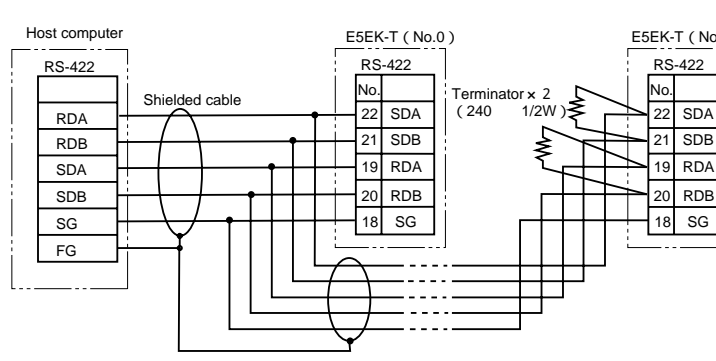 Host computer
RS-422
RDA
RDB
SDA
SDB
SG
FG
Shielded cable
E5EK-T ( No.0 )
RS-422
No.
22 SDA
21 SDB
19 RDA
20 RDB
18 SG
Terminator × 2
( 240 1/2W )
E5EK-T ( No
RS-422
No.
22 SDA
21 SDB
19 RDA
20 RDB
18 SG